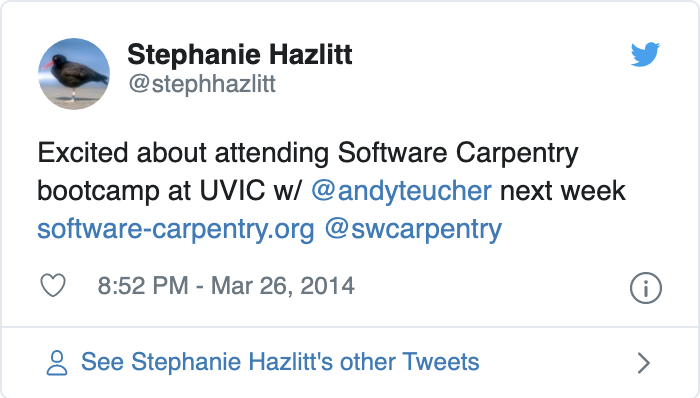 Stephanie Hazlitt
@stephhazlitt
Excited about attending Software Carpentry
bootcamp at UVIC w/ @andyteucher next week
software-carpentry.org @swcarpentry
8:52 PM - Mar 26, 2014
See Stephanie Hazlitt's other Tweets